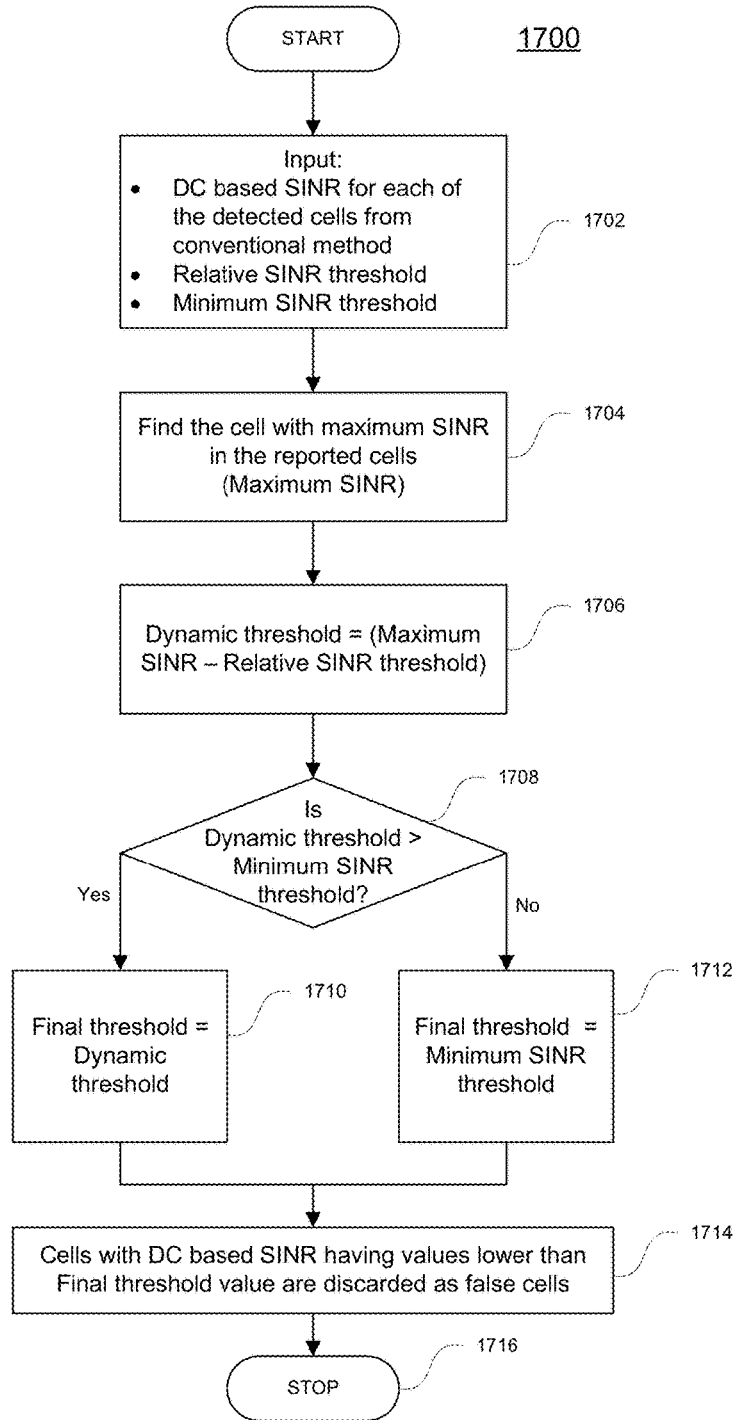 START
1700
Input:
• DC based SINR for each of
the detected cells from
conventional method
• Relative SINR threshold
• Minimum SINR threshold
1702
Find the cell with maximum SINR
in the reported cells
(Maximum SINR)
1704
Dynamic threshold = (Maximum
SINR – Relative SINR threshold)
1706
Is
Dynamic threshold >
Minimum SINR
threshold?
1708
Yes
No
Final threshold =
Dynamic
threshold
1710
Final threshold =
Minimum SINR
threshold
1712
Cells with DC based SINR having values lower than
Final threshold value are discarded as false cells
1714
STOP
1716